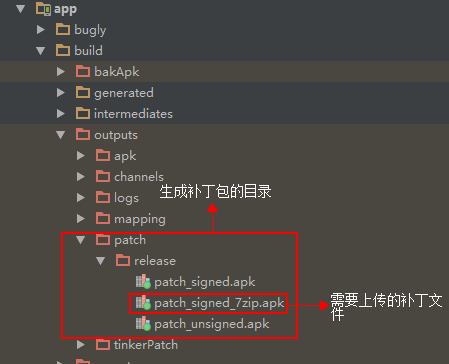 app
bugly
build
bakApk
generated
intermediates
outputs
apk
channels
logs
生成补丁包的目录
mapping
patch
release
patch_signed.apk
patch_signed_7zip.apk
需要上传的补丁文
件
patch_unsigned.apk
tinkerPatch